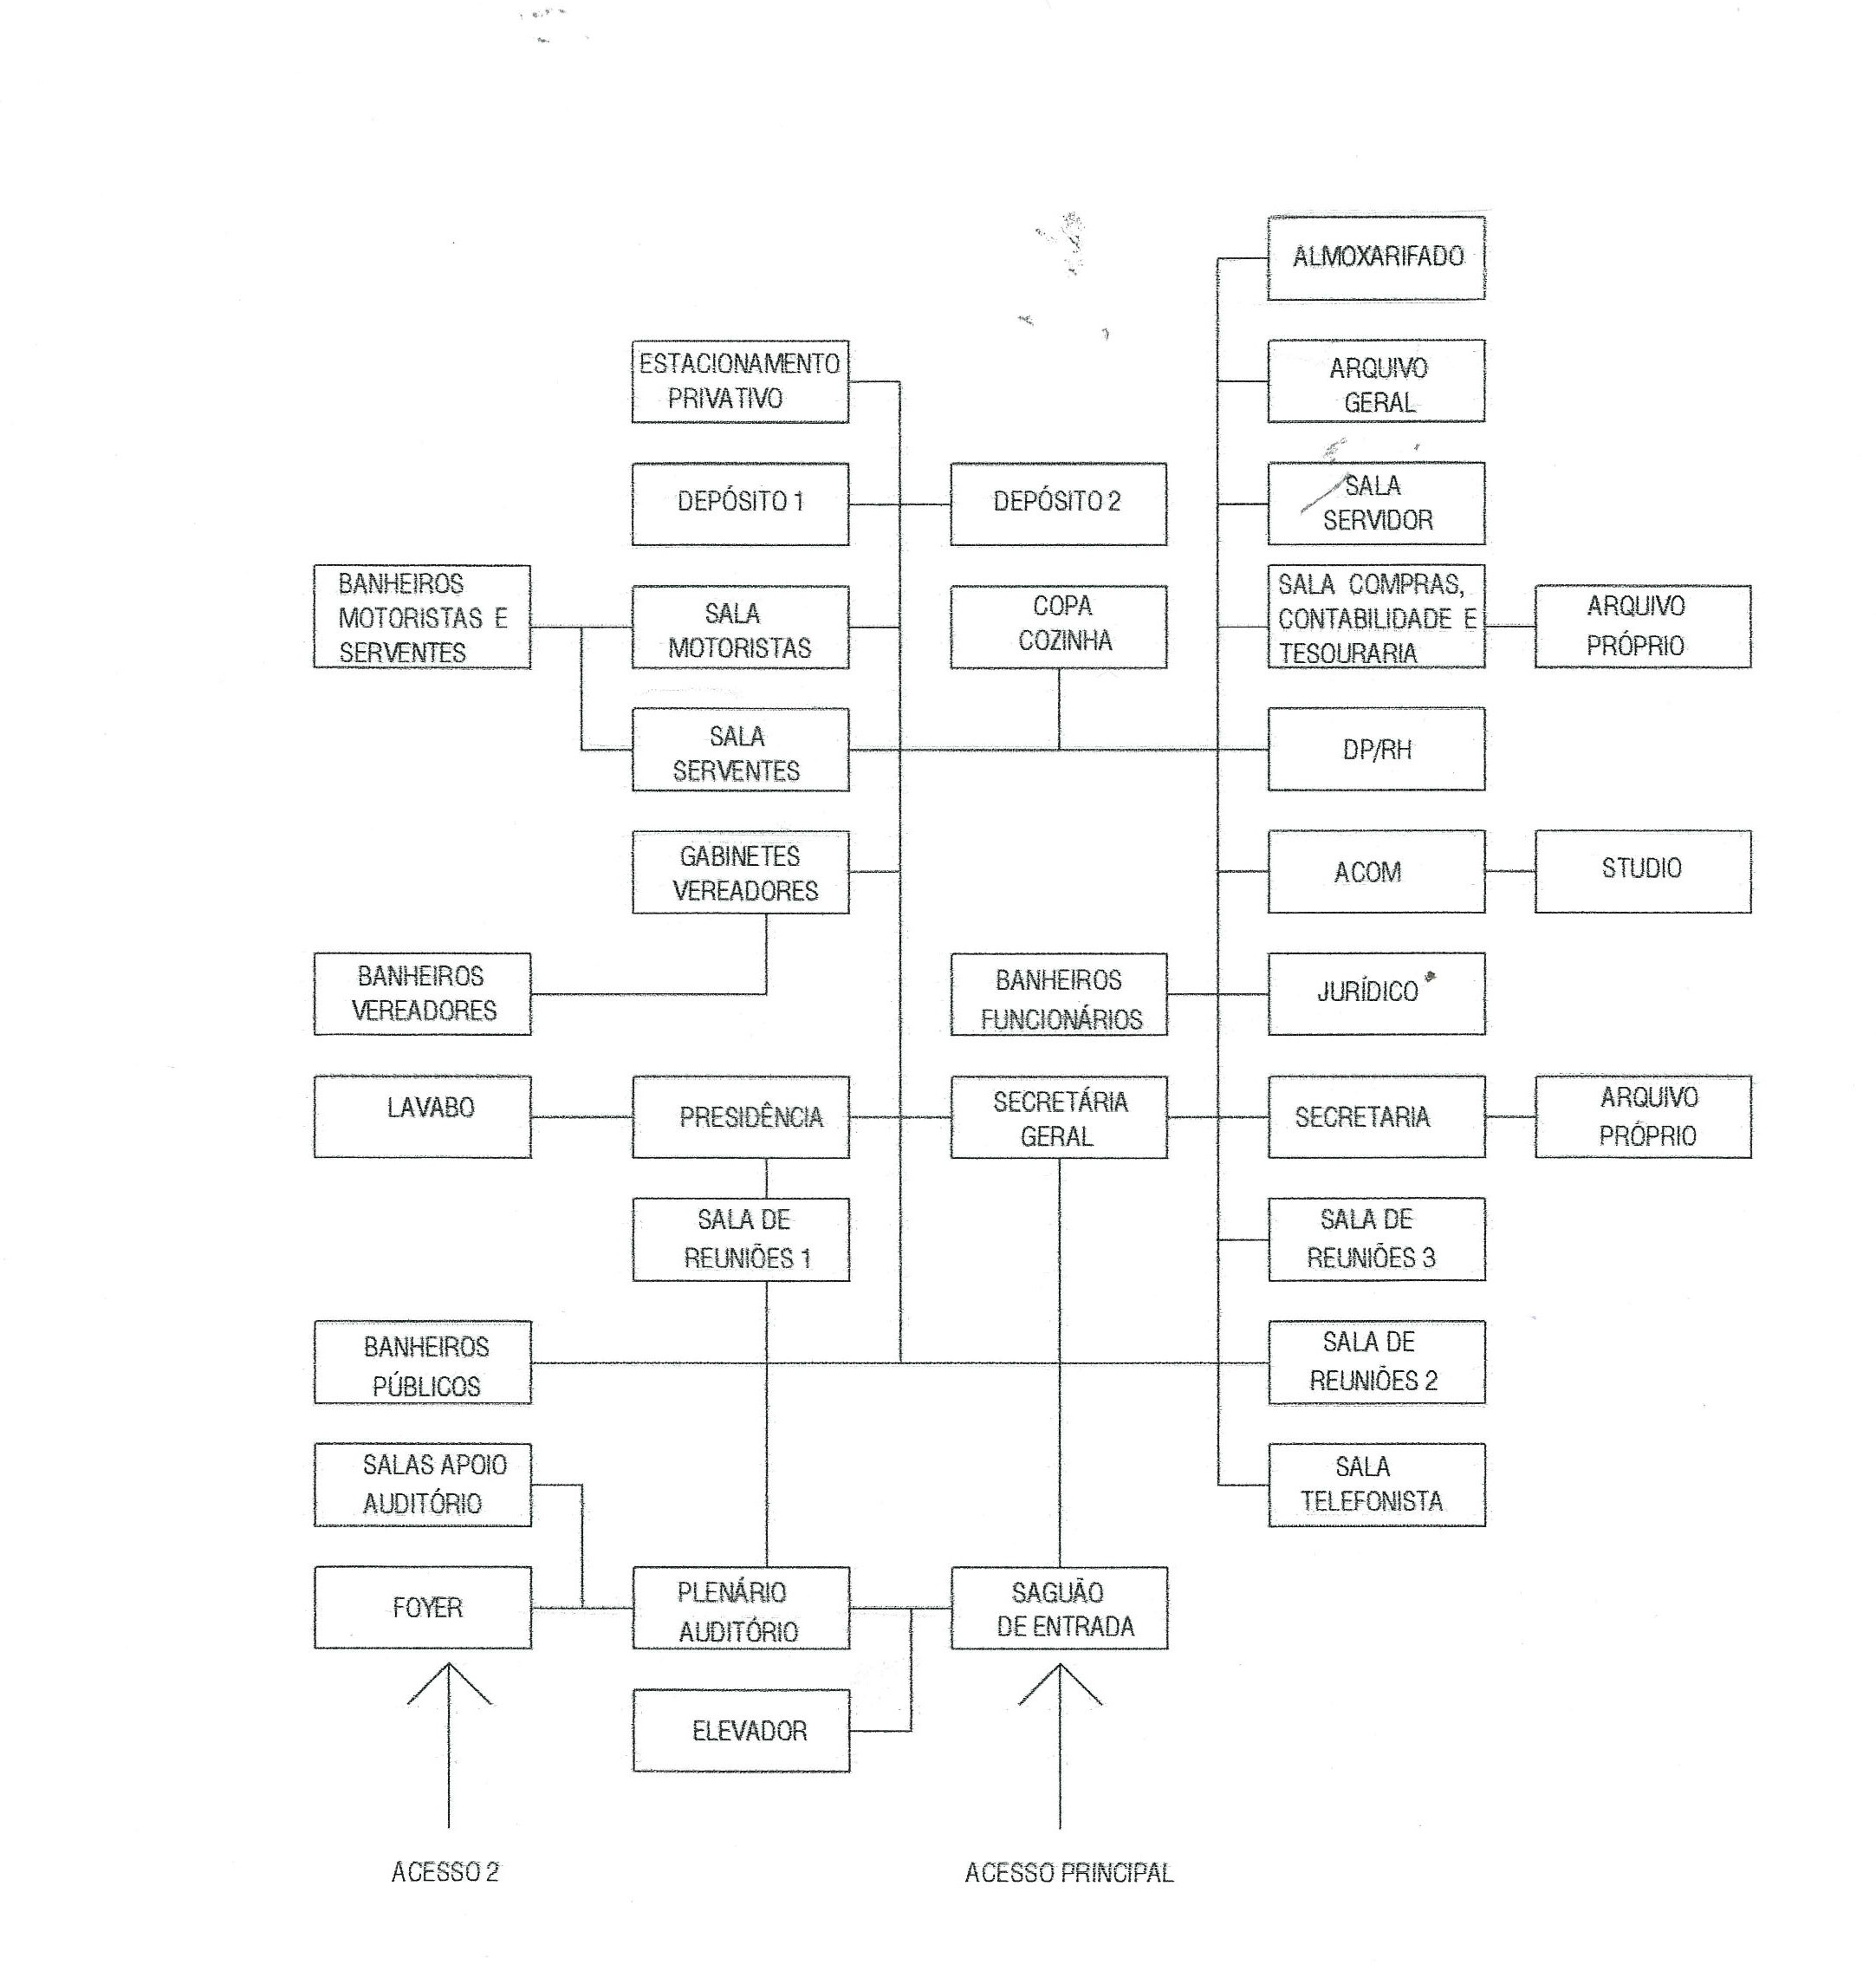 ALMOXARIFADO
ESTACIONAMENTO
PRIVATIVO
ARQUIVO
GERAL
DEPÓSITO 1
DEPÓSITO 2
SALA
SERVIDOR
BANHEIROS
MOTORISTAS E
SERVENTES
SALA
MOTORISTAS
COPA
COZINHA
SALA COMPRAS,
CONTABILIDADE E
TESOURARIA
ARQUIVO
PRÓPRIO
SALA
SERVENTES
DP/RH
GABINETES
VEREADORES
ACOM
STUDIO
BANHEIROS
VEREADORES
BANHEIROS
FUNCIONÁRIOS
JURÍDICO
LAVABO
PRESIDÊNCIA
SECRETÁRIA
GERAL
SECRETARIA
ARQUIVO
PRÓPRIO
SALA DE
REUNIÕES 1
SALA DE
REUNIÕES 3
BANHEIROS
PÚBLICOS
SALA DE
REUNIÕES 2
SALAS APOIO
AUDITÓRIO
SALA
TELEFONISTA
FOYER
PLENÁRIO
AUDITÓRIO
SAGUÃO
DE ENTRADA
ELEVADOR
ACESSO 2
ACESSO PRINCIPAL